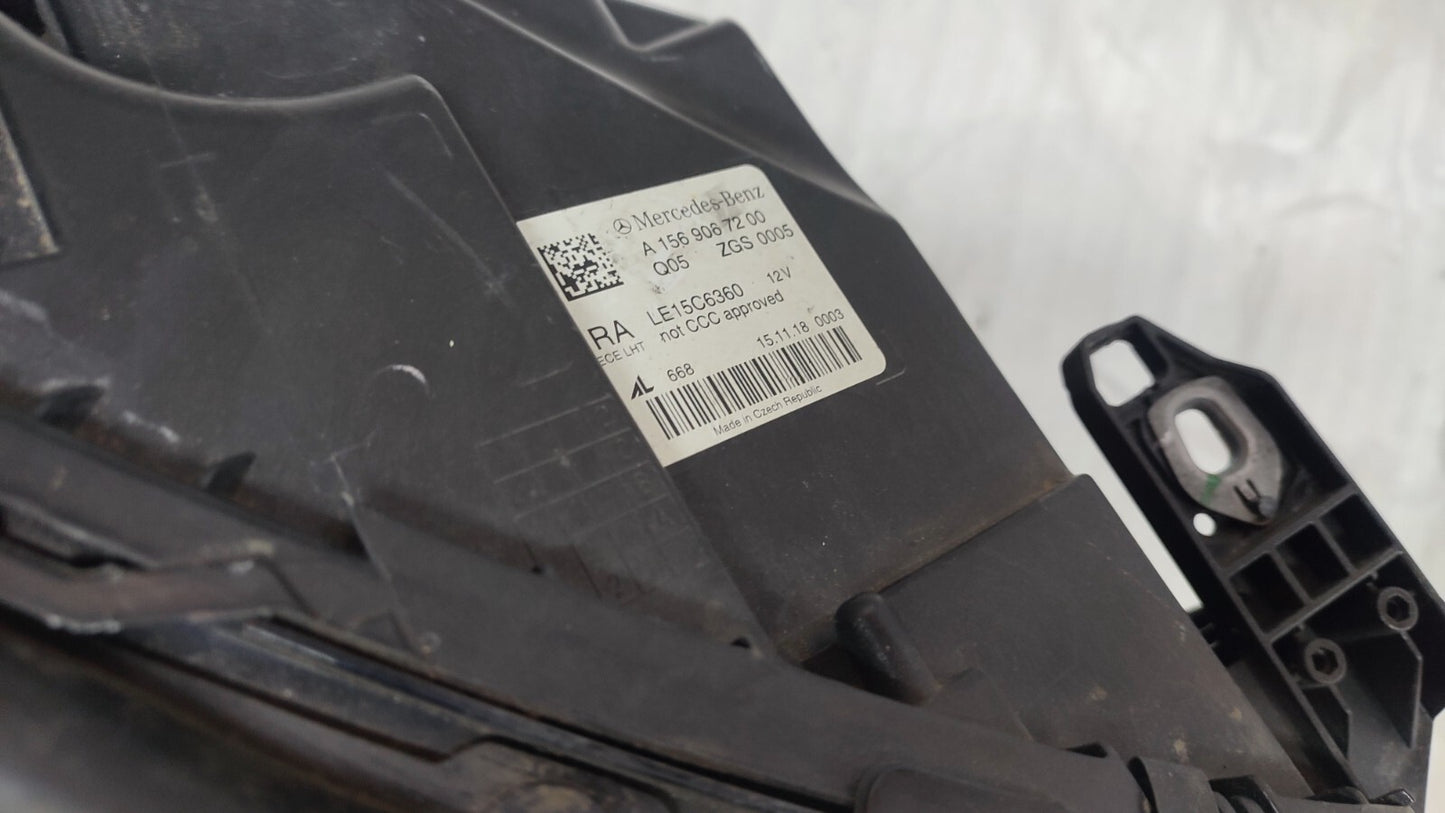 Mercedes-Benz
A 156 906 72 00
Q05 ZGS 0005
LE15C6360 12V
RA not CCC approved
ECE LHT
AL 668 15.11.18 0003
Made in Czech Republic